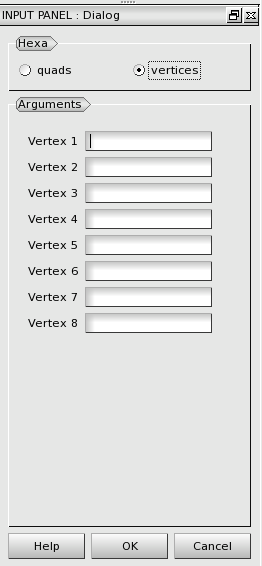 INPUT PANEL : Dialog
Hexa
quads vertices
Arguments
Vertex 1
Vertex 2
Vertex 3
Vertex 4
Vertex 5
Vertex 6
Vertex 7
Vertex 8
Help OK Cancel